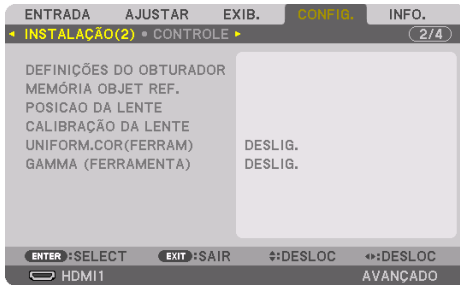 ENTRADA AJUSTAR EXIB. CONFIG. INFO.
INSTALAÇÃO(2) CONTROLE 2/4
DEFINIÇÕES DO OBTURADOR
MEMÓRIA OBJET REF.
POSICAO DA LENTE
CALIBRAÇÃO DA LENTE
UNIFORM.COR(FERRAM) DESLIG.
GAMMA (FERRAMENTA) DESLIG.
ENTER :SELECT EXIT :SAIR :DESLOC :DESLOC
HDMI1 AVANÇADO